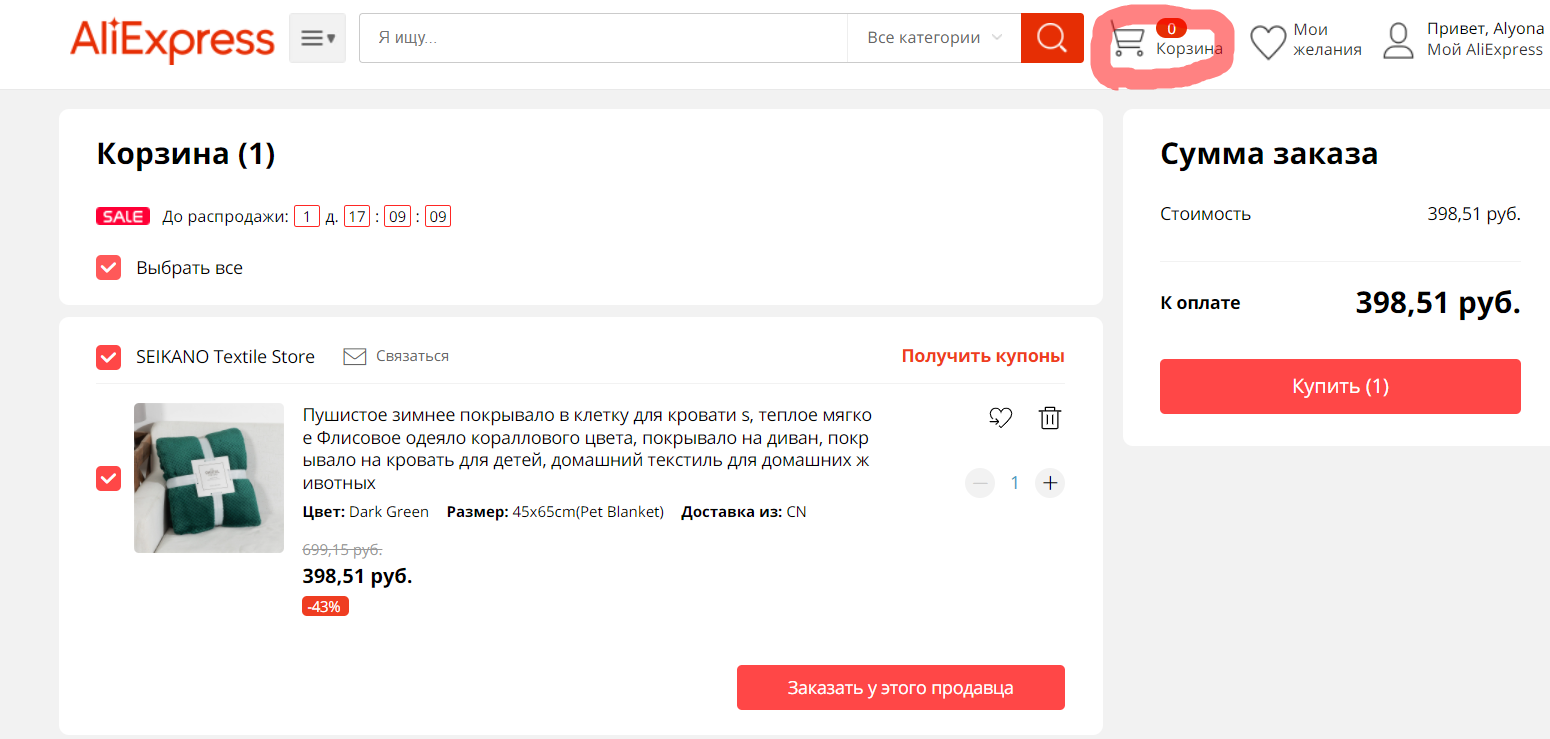 AliExpress
Я ищу...
Все категории
0
Корзина
Мои
желания
Привет, Alyona
Мой AliExpress
Корзина (1)
SALE До распродажи: 1 д. 17 : 09 : 09
Выбрать все
SEIKANO Textile Store
Связаться
Получить купоны
Пушистое зимнее покрывало в клетку для кровати s, теплое мягко
е Флисовое одеяло кораллового цвета, покрывало на диван, покр
ывало на кровать для детей, домашний текстиль для домашних ж
ивотных
1
Цвет: Dark Green Размер: 45x65cm(Pet Blanket) Доставка из: CN
699,15 руб.
398,51 руб.
-43%
Заказать у этого продавца
Сумма заказа
Стоимость 398,51 руб.
К оплате 398,51 руб.
Купить (1)